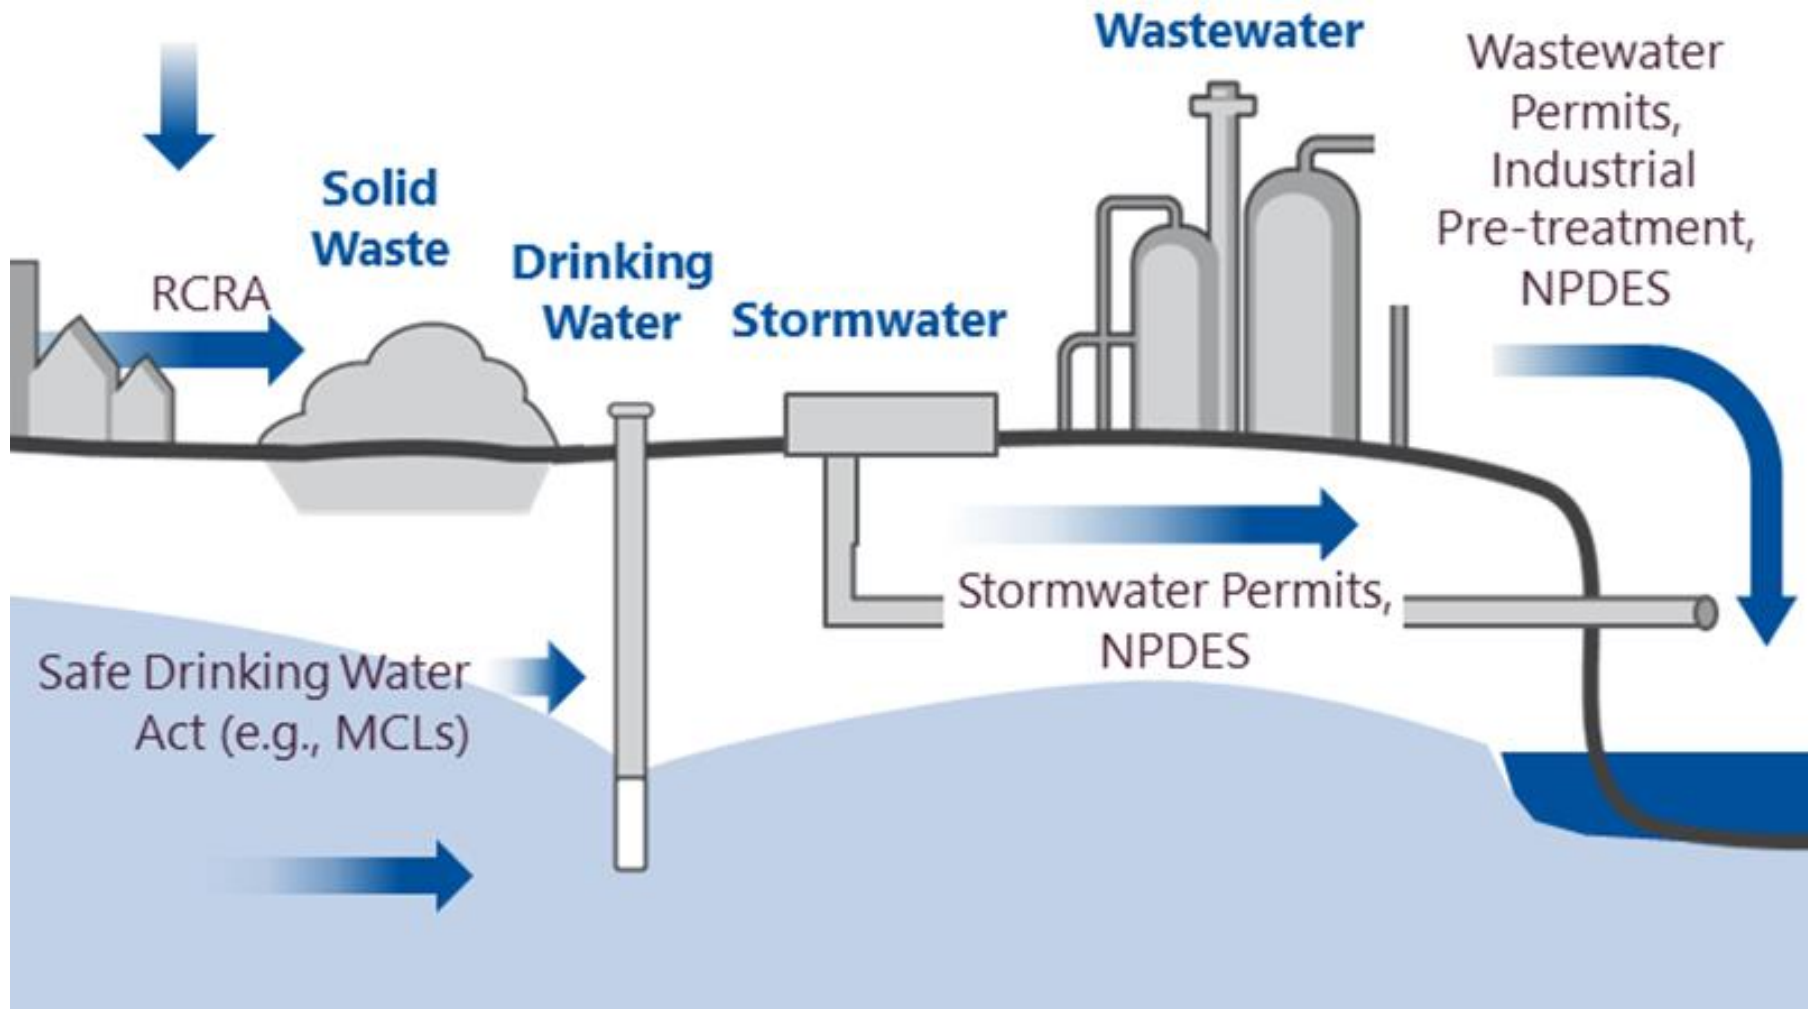 Wastewater
Wastewater
Permits,
Industrial
Pre-treatment,
NPDES
Solid
Waste
RCRA
Drinking
Water
Stormwater
Stormwater Permits,
NPDES
Safe Drinking Water
Act (e.g., MCLs)